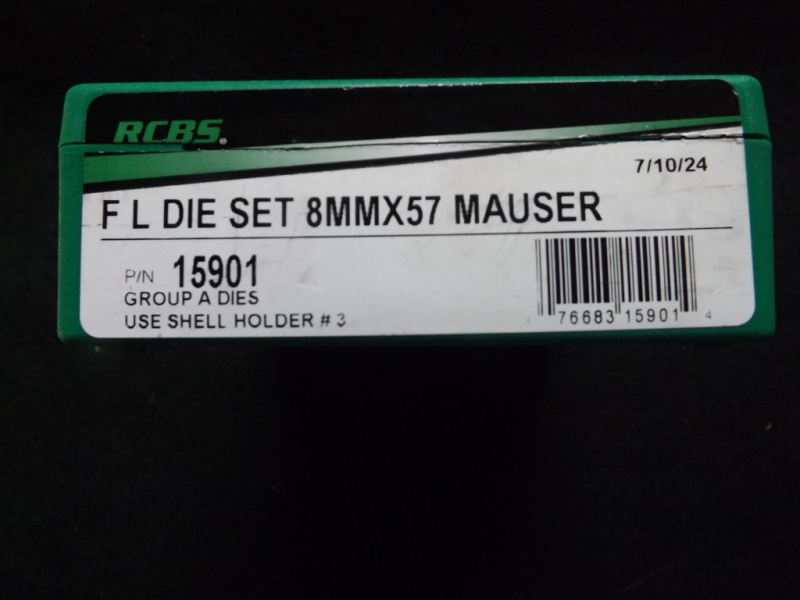 RCBS®
7/10/24
F L DIE SET 8MMX57 MAUSER
P/N 15901
GROUP A DIES
USE SHELL HOLDER # 3
76683 15901 4